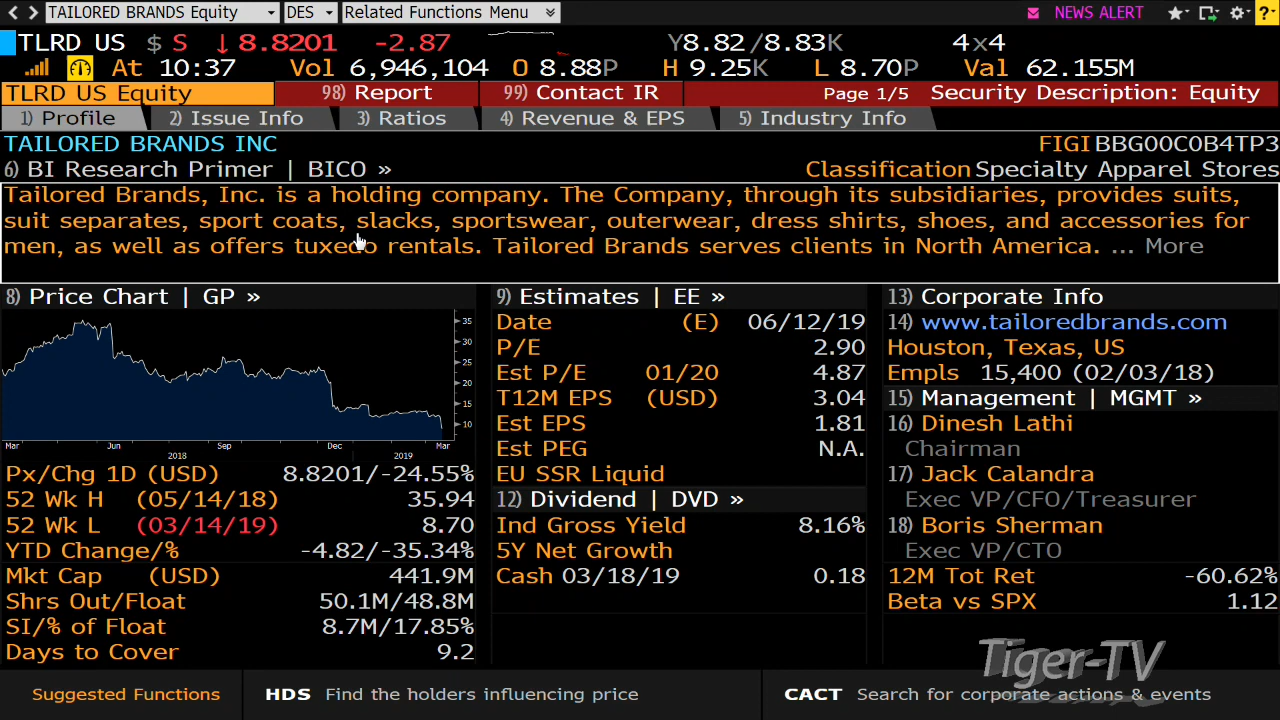 TAILORED BRANDS Equity DES Related Functions Menu NEWS ALERT ?
TLRD US $ S ↓8.8201 -2.87 Y8.82/8.83K 4x4
At 10:37 Vol 6,946,104 O 8.88P H 9.25K L 8.70P Val 62.155M
TLRD US Equity 98) Report 99) Contact IR Page 1/5 Security Description: Equity
1) Profile 2) Issue Info 3) Ratios 4) Revenue & EPS 5) Industry Info
TAILORED BRANDS INC FIGI BBG00C0B4TP3
6) BI Research Primer | BICO » Classification Specialty Apparel Stores
Tailored Brands, Inc. is a holding company. The Company, through its subsidiaries, provides suits,
suit separates, sport coats, slacks, sportswear, outerwear, dress shirts, shoes, and accessories for
men, as well as offers tuxedo rentals. Tailored Brands serves clients in North America. ... More
8) Price Chart | GP »
35
30
25
20
15
10
Mar Jun Sep Dec Mar
2018 2019
Px/Chg 1D (USD) 8.8201/-24.55%
52 Wk H (05/14/18) 35.94
52 Wk L (03/14/19) 8.70
YTD Change/% -4.82/-35.34%
Mkt Cap (USD) 441.9M
Shrs Out/Float 50.1M/48.8M
SI/% of Float 8.7M/17.85%
Days to Cover 9.2
9) Estimates | EE »
Date (E) 06/12/19
P/E 2.90
Est P/E 01/20 4.87
T12M EPS (USD) 3.04
Est EPS 1.81
Est PEG N.A.
EU SSR Liquid
12) Dividend | DVD »
Ind Gross Yield 8.16%
5Y Net Growth
Cash 03/18/19 0.18
13) Corporate Info
14) www.tailoredbrands.com
Houston, Texas, US
Empls 15,400 (02/03/18)
15) Management | MGMT »
16) Dinesh Lathi
Chairman
17) Jack Calandra
Exec VP/CFO/Treasurer
18) Boris Sherman
Exec VP/CTO
12M Tot Ret -60.62%
Beta vs SPX 1.12
Tiger-TV
Suggested Functions HDS Find the holders influencing price CACT Search for corporate actions & events